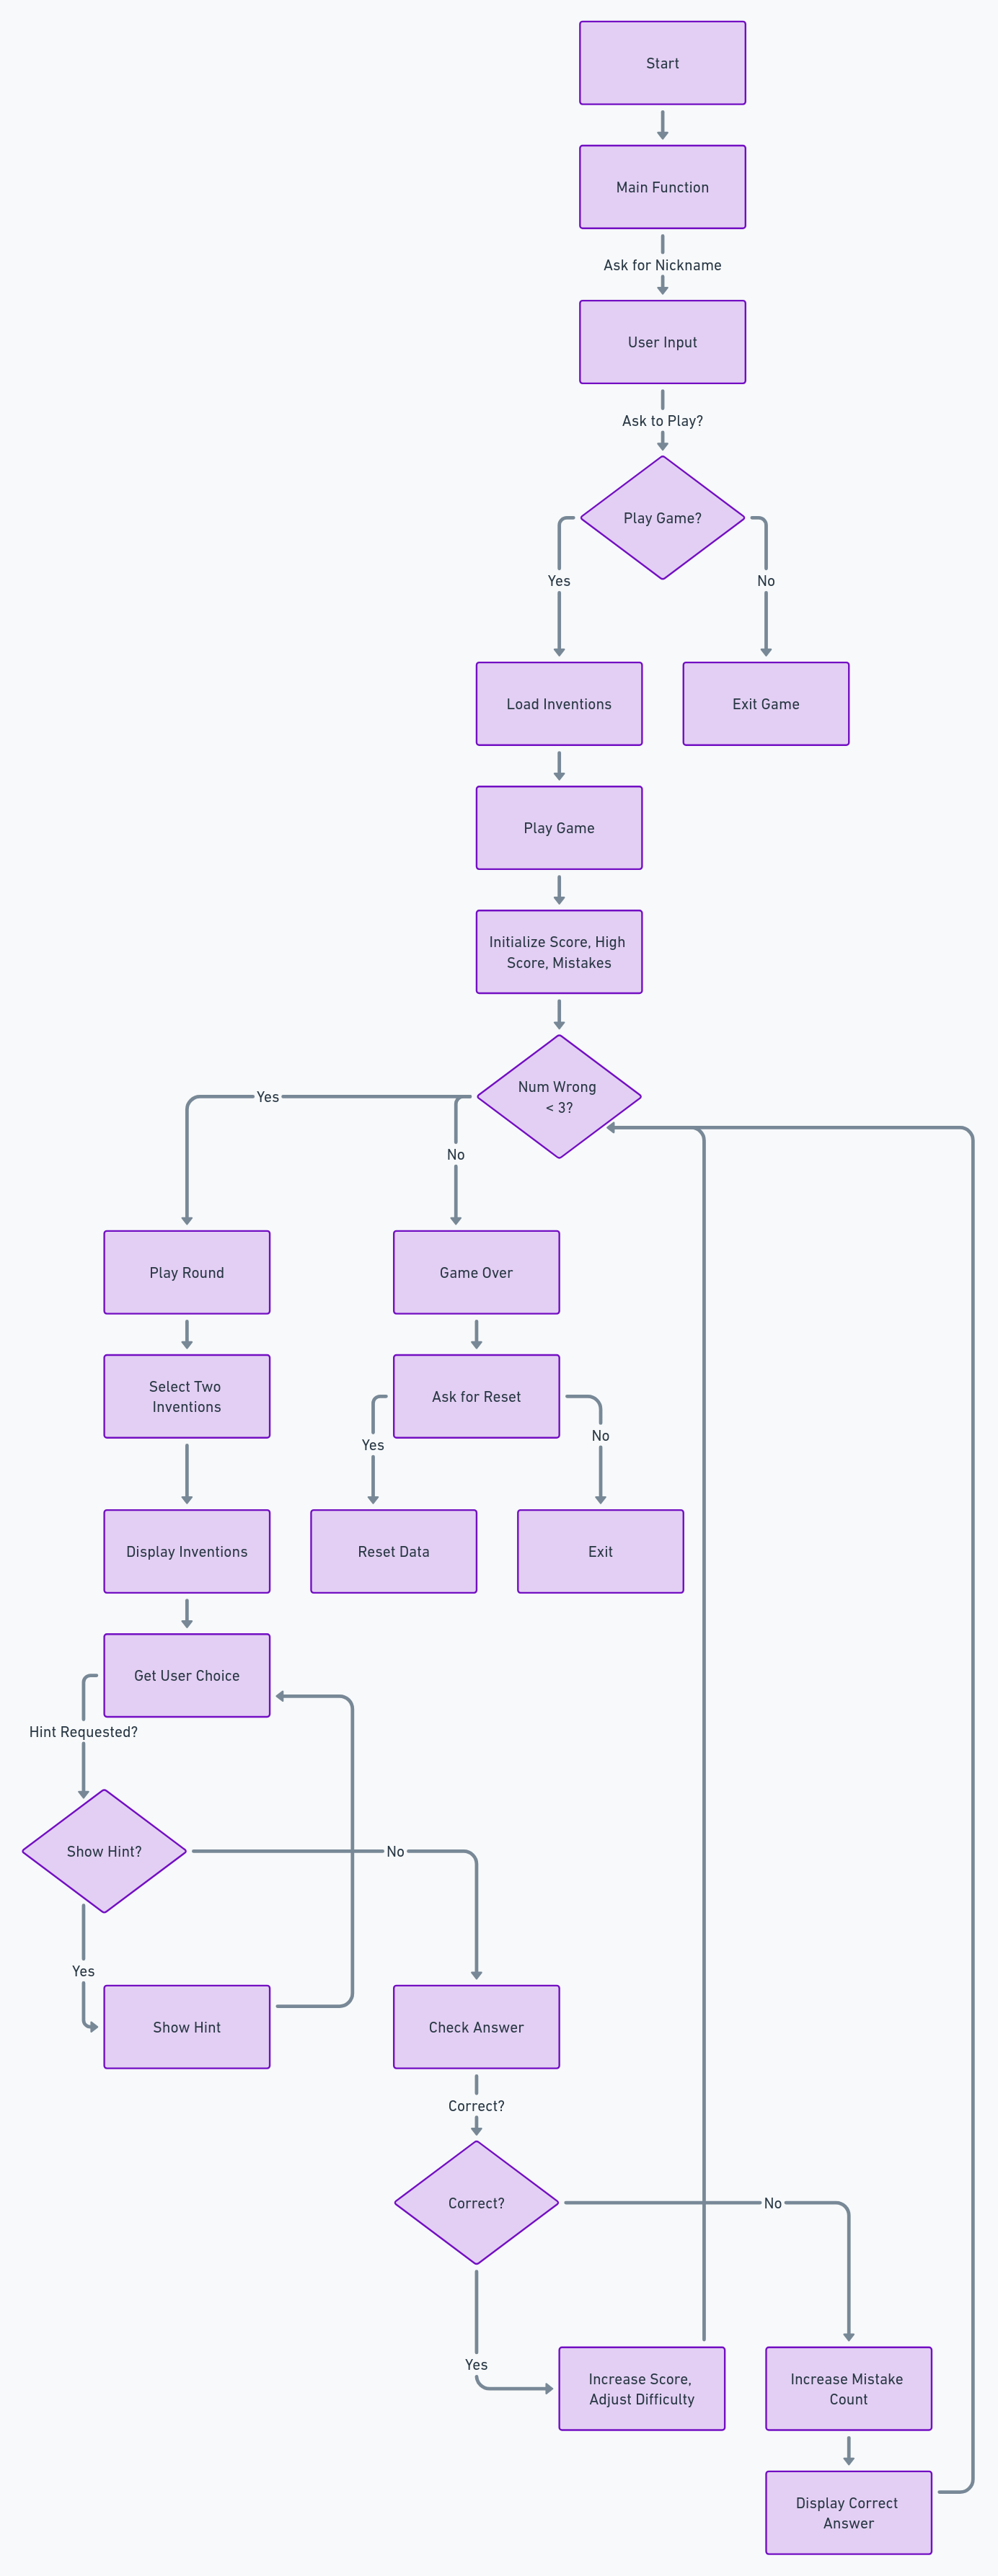 Start
Main Function
Ask for Nickname
User Input
Ask to Play?
Play Game?
Yes
No
Load Inventions
Exit Game
Play Game
Initialize Score, High
Score, Mistakes
Num Wrong
< 3?
Yes
No
Play Round
Game Over
Select Two
Inventions
Ask for Reset
Yes
No
Display Inventions
Reset Data
Exit
Get User Choice
Hint Requested?
Show Hint?
No
Yes
Show Hint
Check Answer
Correct?
Correct?
No
Yes
Increase Score,
Adjust Difficulty
Increase Mistake
Count
Display Correct
Answer